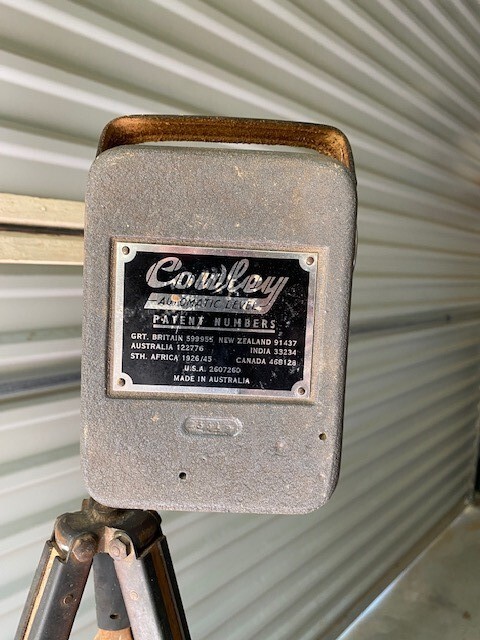 Cowley
AUTOMATIC LEVEL
PATENT NUMBERS
GRT. BRITAIN 599955 NEW ZEALAND 91437
AUSTRALIA 122776 INDIA 33234
STH. AFRICA 1926/45 CANADA 468128
U.S.A. 2607260
MADE IN AUSTRALIA